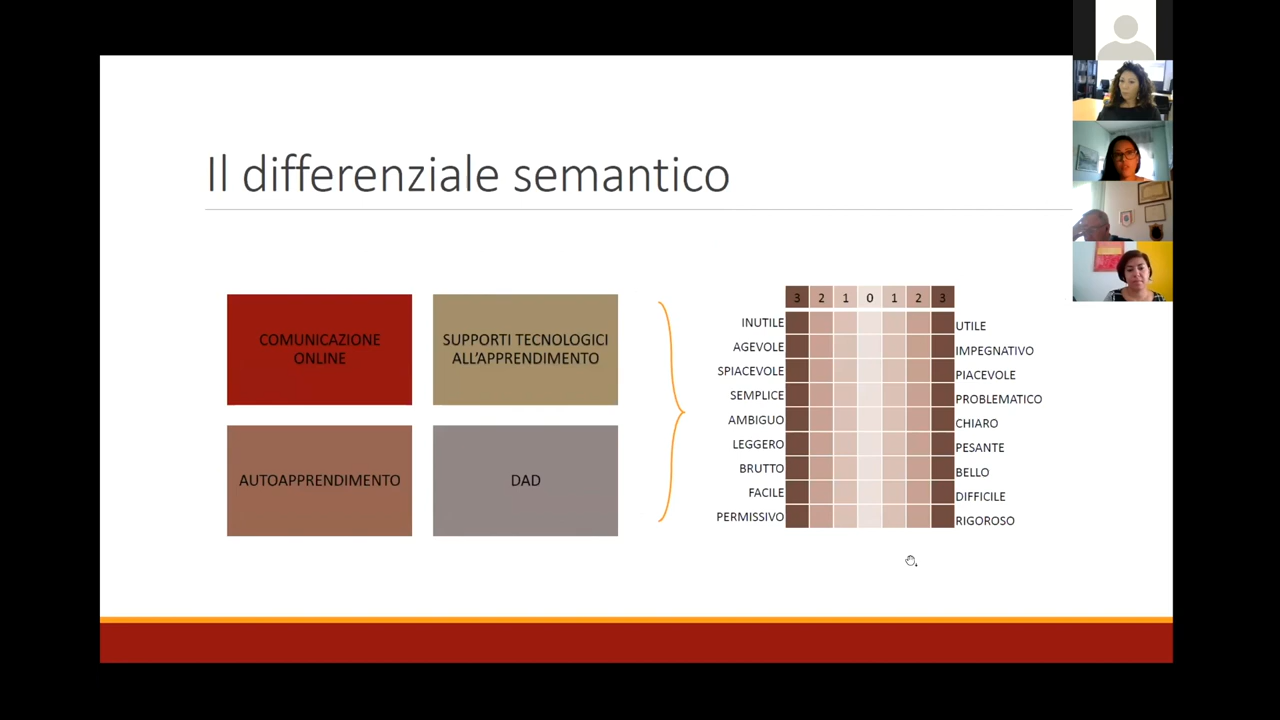 Il differenziale semantico
COMUNICAZIONE
ONLINE
SUPPORTI TECNOLOGICI
ALL'APPRENDIMENTO
AUTOAPPRENDIMENTO
DAD
3 2 1 0 1 2 3
INUTILE UTILE
AGEVOLE IMPEGNATIVO
SPIACEVOLE PIACEVOLE
SEMPLICE PROBLEMATICO
AMBIGUO CHIARO
LEGGERO PESANTE
BRUTTO BELLO
FACILE DIFFICILE
PERMISSIVO RIGOROSO